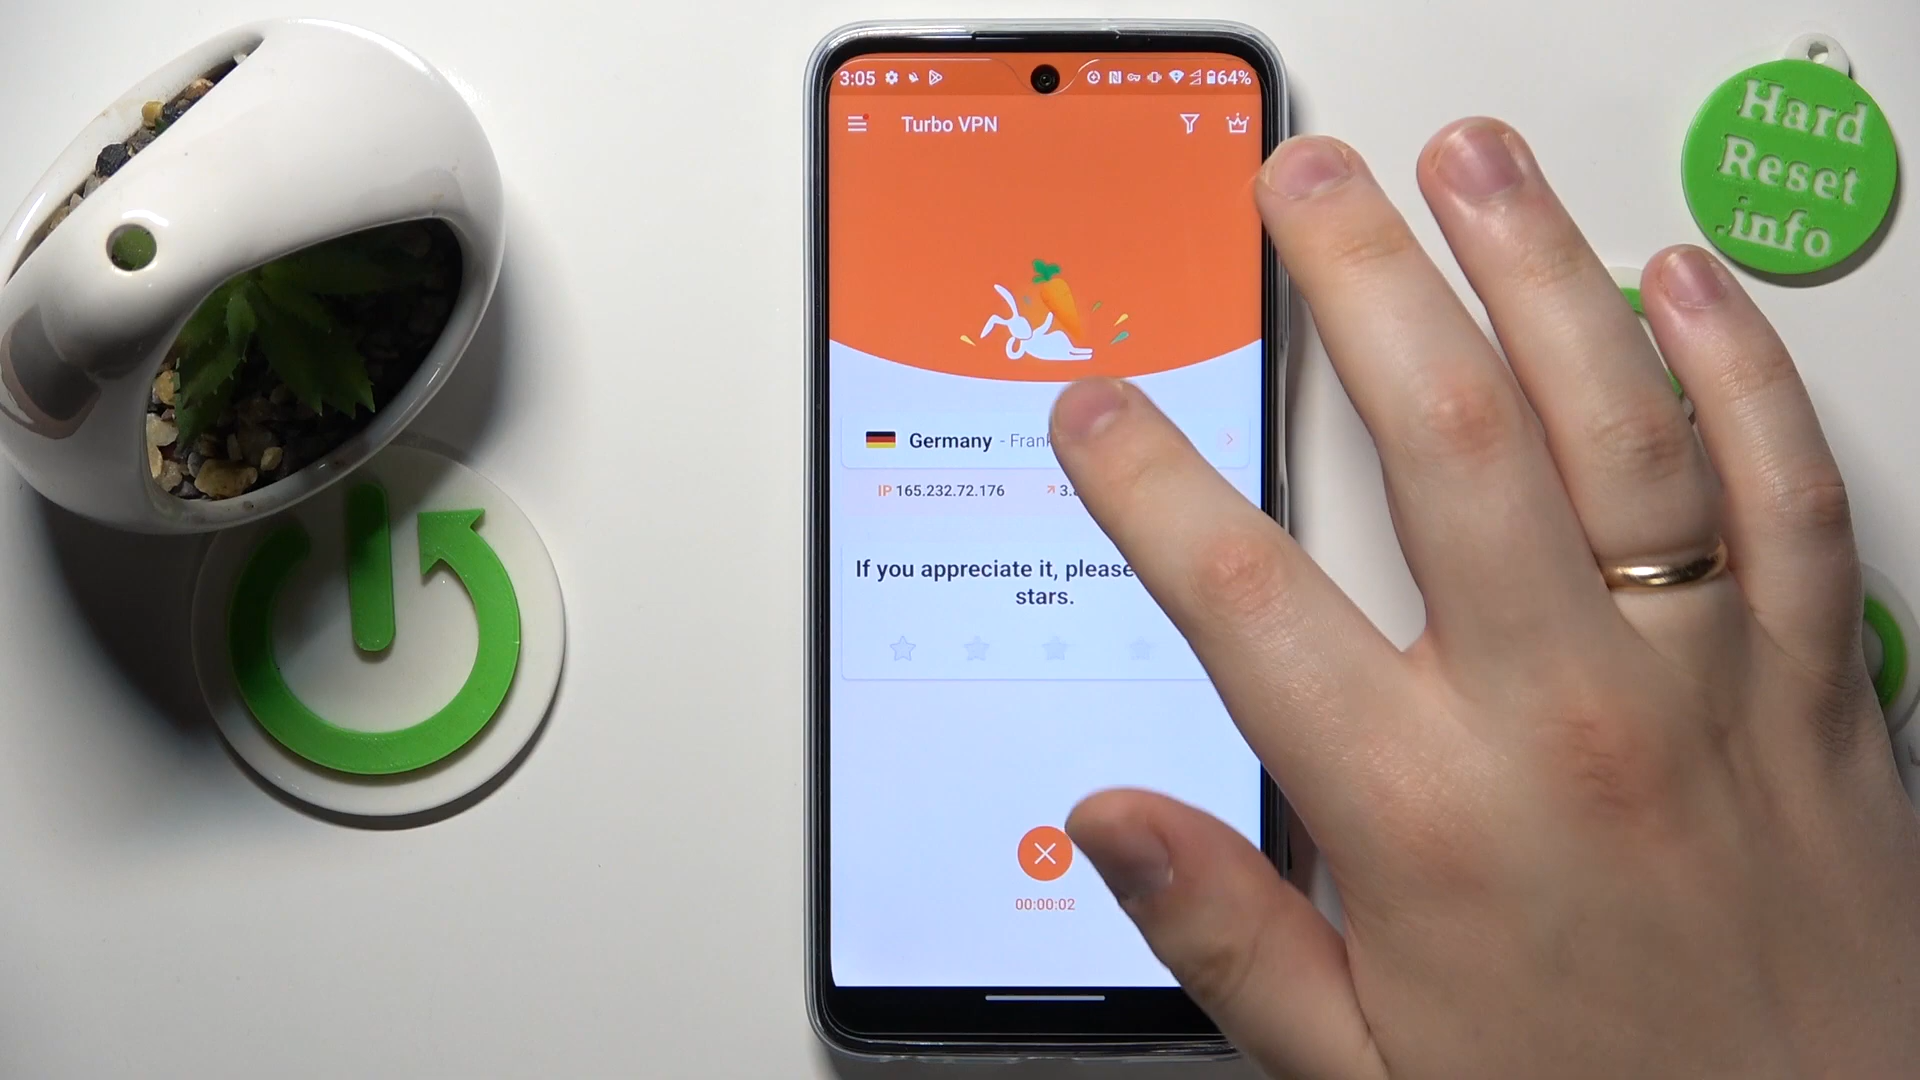 3:05
64%
Turbo VPN
Germany
IP 165.232.72.176
If you appreciate it, please
stars.
00:00:02
Hard
Reset
.info